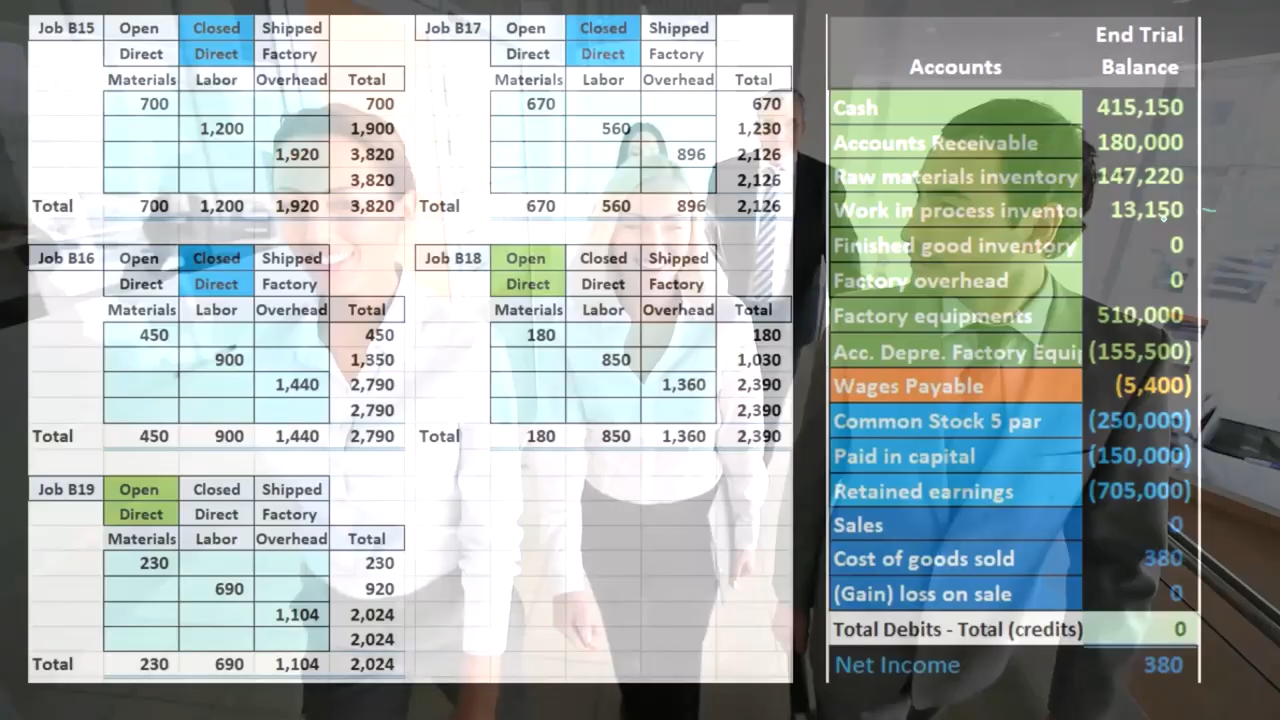 Job B15 Open Closed Shipped
Direct Direct Factory
Materials Labor Overhead Total
700 700
1,200 1,900
1,920 3,820
3,820
Total 700 1,200 1,920 3,820
Job B17 Open Closed Shipped
Direct Direct Factory
Materials Labor Overhead Total
670 670
560 1,230
896 2,126
2,126
Total 670 560 896 2,126
Job B16 Open Closed Shipped
Direct Direct Factory
Materials Labor Overhead Total
450 450
900 1,350
1,440 2,790
2,790
Total 450 900 1,440 2,790
Job B18 Open Closed Shipped
Direct Direct Factory
Materials Labor Overhead Total
180 180
850 1,030
1,360 2,390
2,390
Total 180 850 1,360 2,390
Job B19 Open Closed Shipped
Direct Direct Factory
Materials Labor Overhead Total
230 230
690 920
1,104 2,024
2,024
Total 230 690 1,104 2,024
End Trial
Accounts Balance
Cash 415,150
Accounts Receivable 180,000
Raw materials inventory 147,220
Work in process invento 13,150
Finished good inventory 0
Factory overhead 0
Factory equipments 510,000
Acc. Depre. Factory Equip (155,500)
Wages Payable (5,400)
Common Stock 5 par (250,000)
Paid in capital (150,000)
Retained earnings (705,000)
Sales 0
Cost of goods sold 380
(Gain) loss on sale 0
Total Debits - Total (credits) 0
Net Income 380